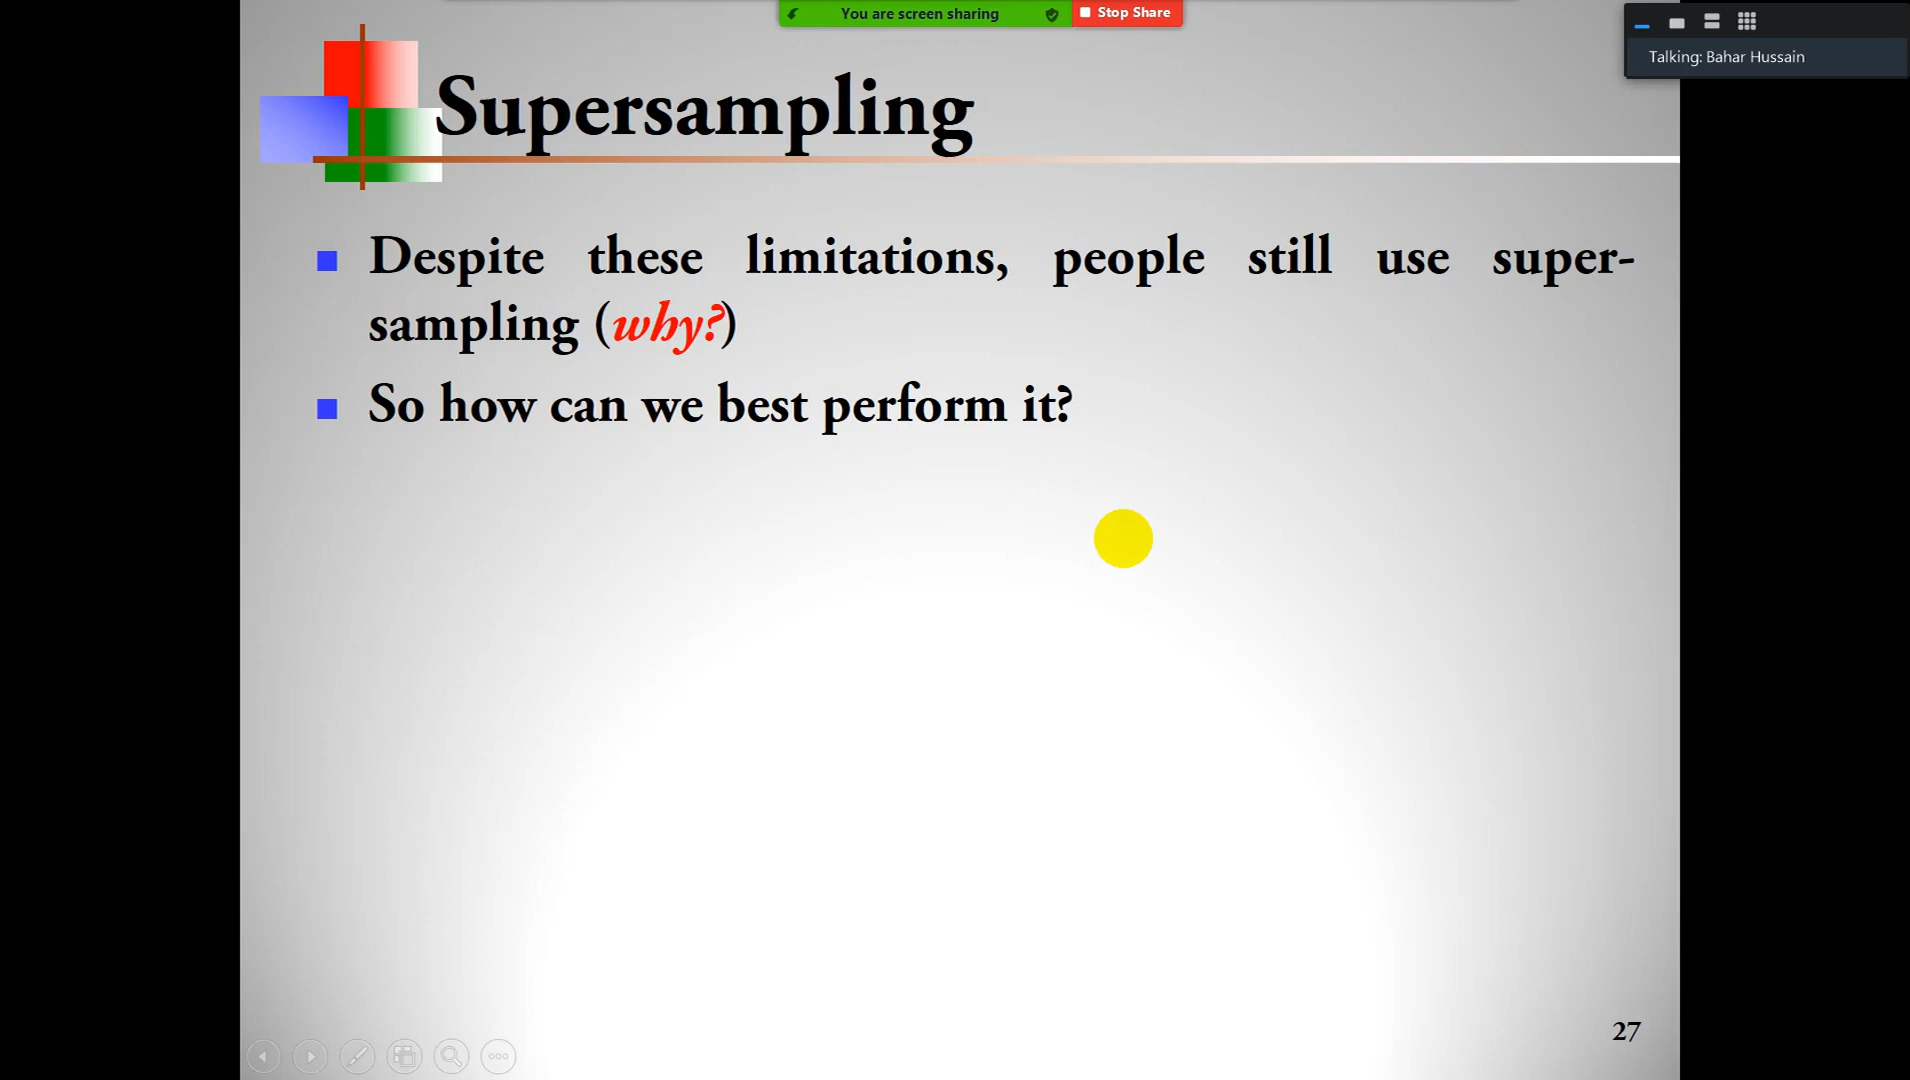 You are screen sharing
Stop Share
Talking: Bahar Hussain
Supersampling
Despite these limitations, people still use super-
sampling (why?)
So how can we best perform it?
27